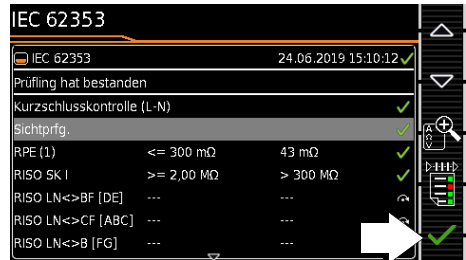 IEC 62353
IEC 62353 24.06.2019 15:10:12
Prüfling hat bestanden
Kurzschlusskontrolle (L-N)
Sichtprfg.
RPE (1) <= 300 mΩ 43 mΩ
RISO SK I >= 2,00 MΩ > 300 MΩ
RISO LN<>BF [DE] --- ---
RISO LN<>CF [ABC] --- ---
RISO LN<>B [FG] --- ---